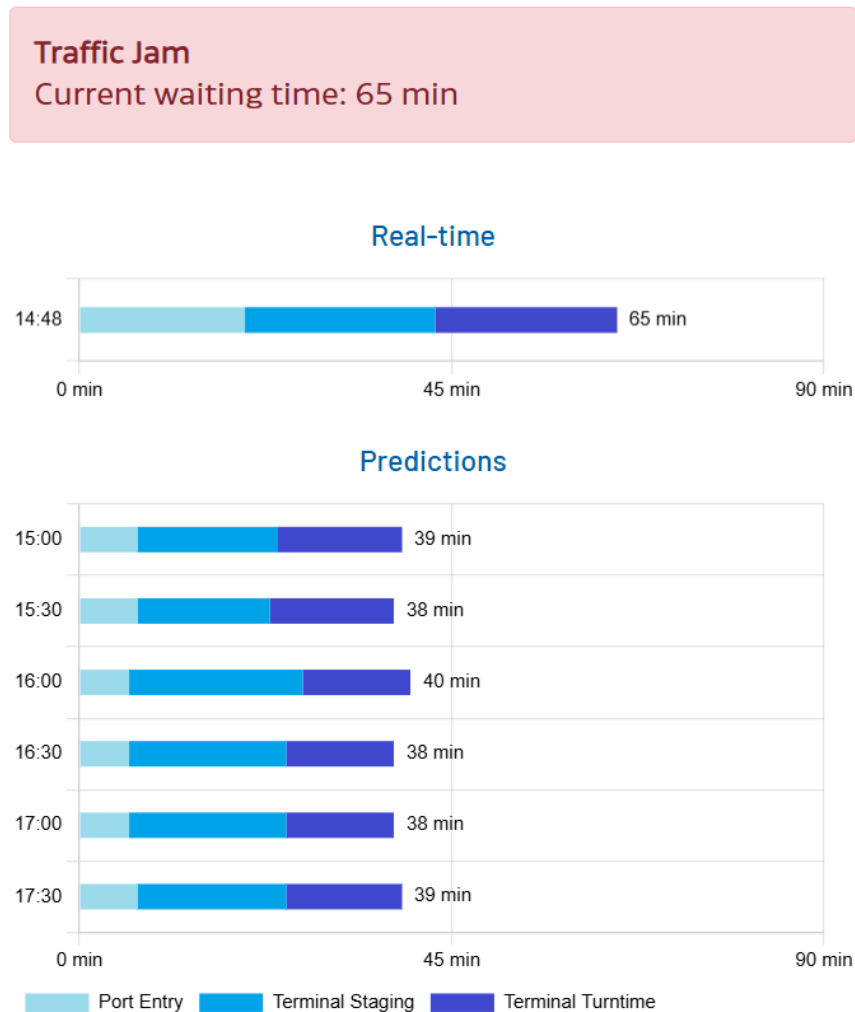 Traffic Jam
Current waiting time: 65 min
Real-time
14:48 65 min
0 min 45 min 90 min
Predictions
15:00 39 min
15:30 38 min
16:00 40 min
16:30 38 min
17:00 38 min
17:30 39 min
0 min 45 min 90 min
Port Entry Terminal Staging Terminal Turntime